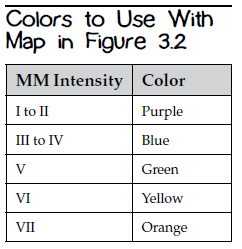 Colors to Use With
Map in Figure 3.2
MM Intensity Color
I to II Purple
III to IV Blue
V Green
VI Yellow
VII Orange